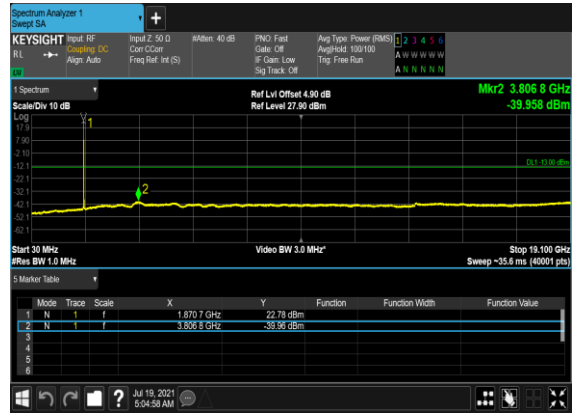 Spectrum Analyzer 1
Swept SA
+
KEYSIGHT Input: RF Input Z: 50 Ω #Atten: 40 dB PNO: Fast Avg Type: Power (RMS) 1 2 3 4 5 6
RL Coupling: DC Corr CCorr Gate: Off Avg|Hold: 100/100 A W W W W W
Align: Auto Freq Ref: Int (S) IF Gain: Low Trig: Free Run A N N N N N
Sig Track: Off
1 Spectrum Ref Lvl Offset 4.90 dB Mkr2 3.806 8 GHz
Scale/Div 10 dB Ref Level 27.90 dBm -39.958 dBm
Log
17.9
7.90
-2.10
-12.1
-22.1
-32.1
-42.1
-52.1
-62.1
1
DL1 -13.00 dBm
2
Start 30 MHz Video BW 3.0 MHz* Stop 19.100 GHz
#Res BW 1.0 MHz Sweep ~35.6 ms (40001 pts)
5 Marker Table
Mode Trace Scale X Y Function Function Width Function Value
1 N 1 f 1.870 7 GHz 22.78 dBm
2 N 1 f 3.806 8 GHz -39.96 dBm
3
4
5
6
? Jul 19, 2021
5:04:58 AM